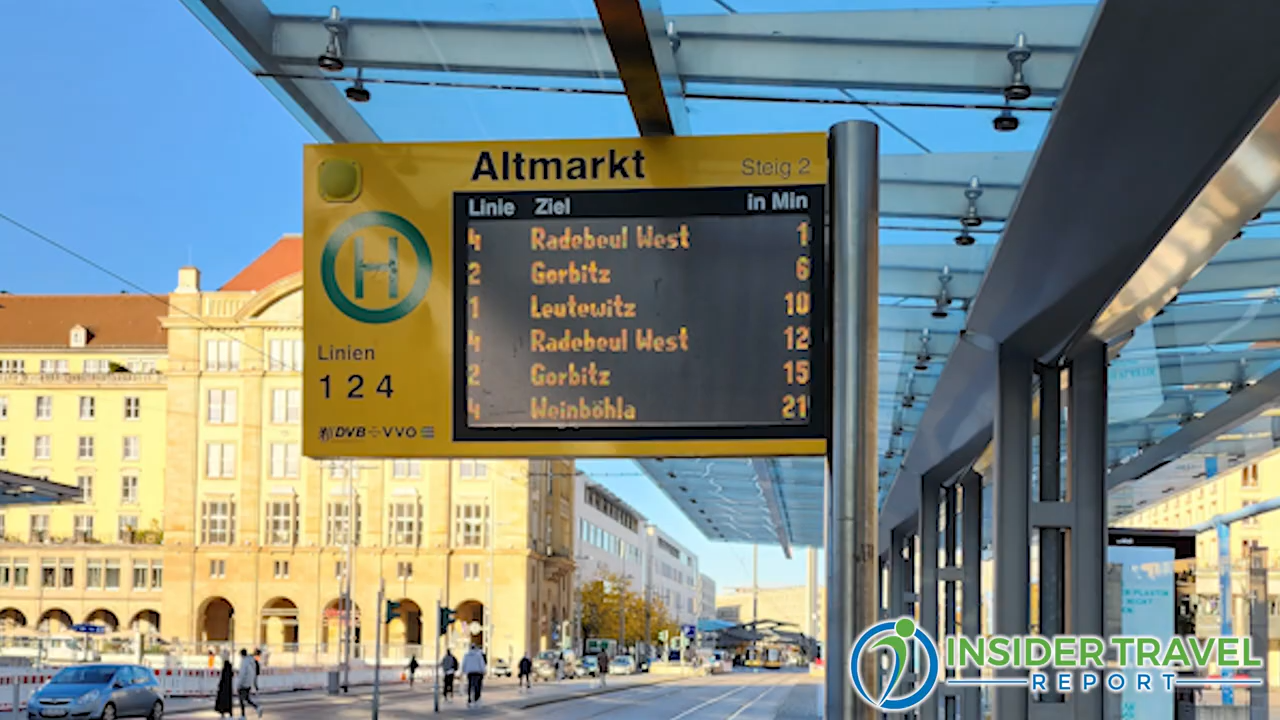 Altmarkt
Steig 2
H
Linie Ziel in Min
4 Radebeul West 1
2 Gorbitz 6
1 Leutewitz 10
4 Radebeul West 12
2 Gorbitz 15
4 Weinböhla 21
Linien
1 2 4
DVB VVO
INSIDER TRAVEL
REPORT